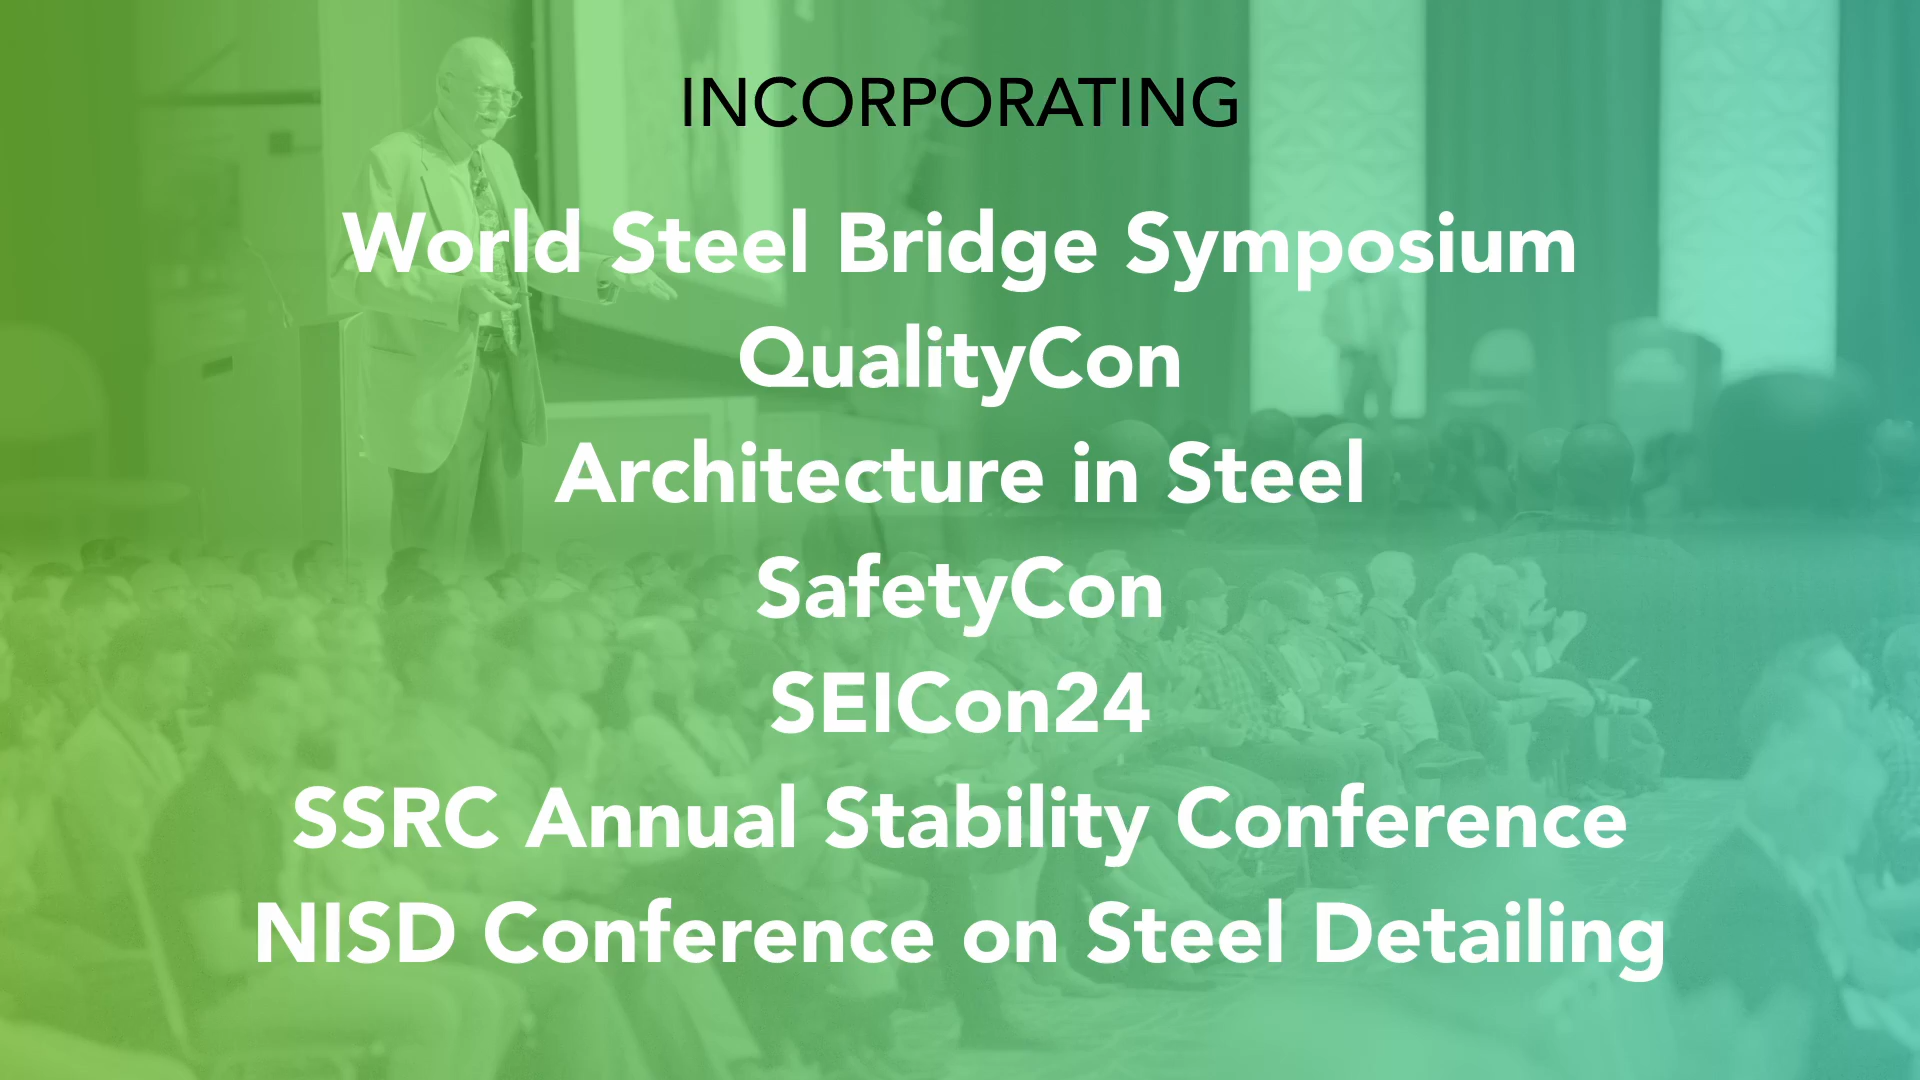 INCORPORATING
World Steel Bridge Symposium
QualityCon
Architecture in Steel
SafetyCon
SEICon24
SSRC Annual Stability Conference
NISD Conference on Steel Detailing